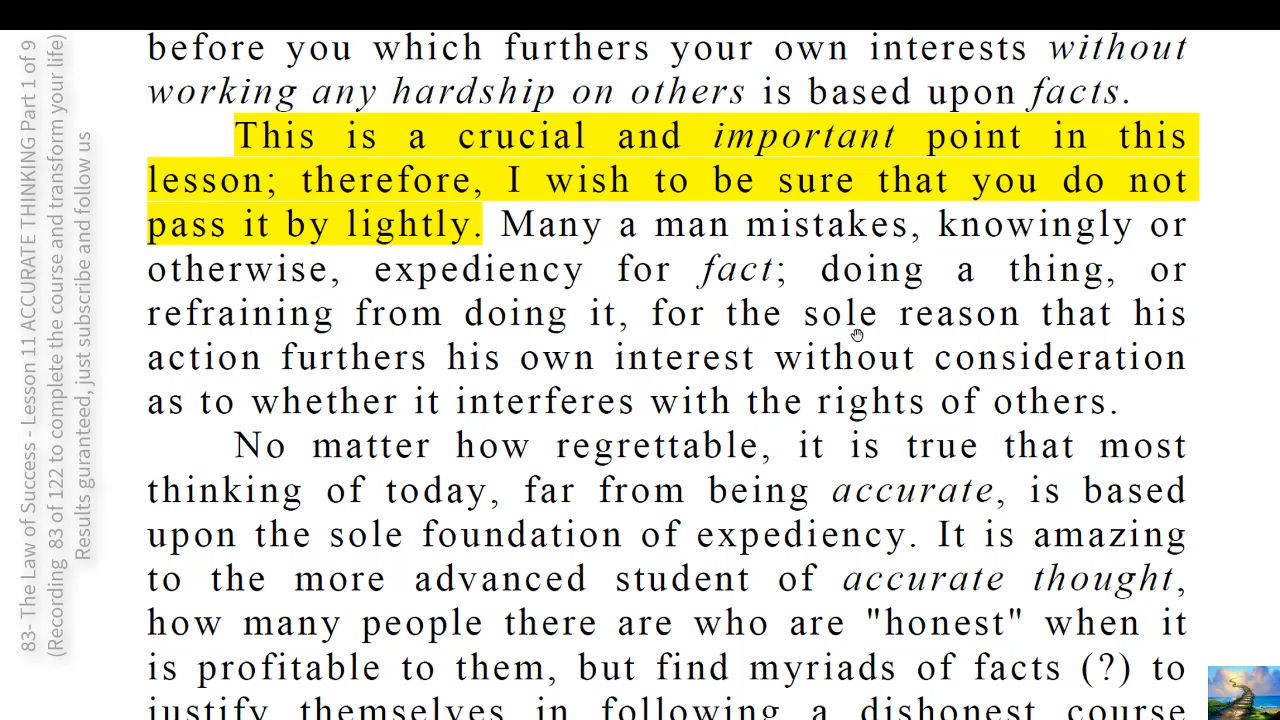 before you which furthers your own interests without
working any hardship on others is based upon facts.
This is a crucial and important point in this
lesson; therefore, I wish to be sure that you do not
pass it by lightly. Many a man mistakes, knowingly or
otherwise, expediency for fact; doing a thing, or
refraining from doing it, for the sole reason that his
action furthers his own interest without consideration
as to whether it interferes with the rights of others.
No matter how regrettable, it is true that most
thinking of today, far from being accurate, is based
upon the sole foundation of expediency. It is amazing
to the more advanced student of accurate thought,
how many people there are who are "honest" when it
is profitable to them, but find myriads of facts (?) to
justify themselves in following a dishonest course
83- The Law of Success - Lesson 11 ACCURATE THINKING Part 1 of 9
(Recording 83 of 122 to complete the course and transform your life)
Results guranteed, just subscribe and follow us